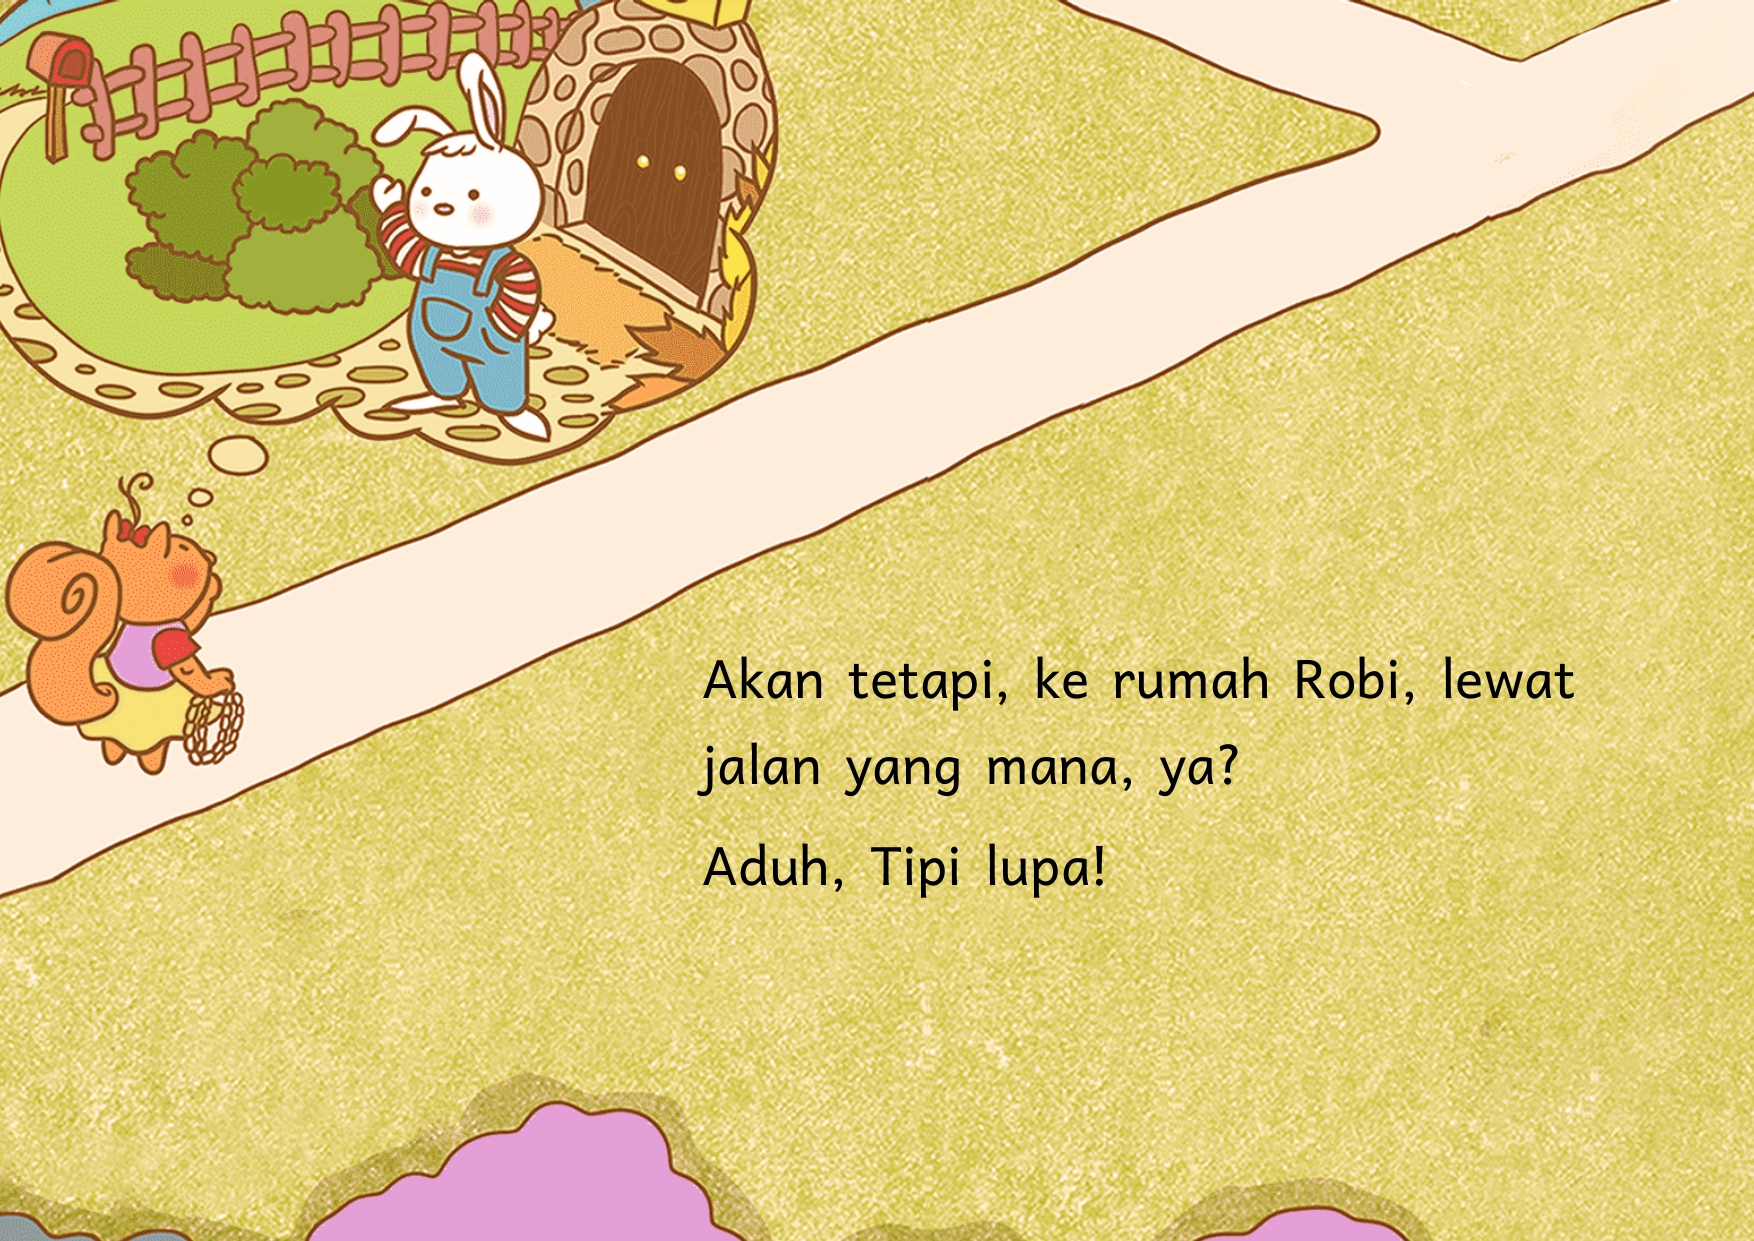 Akan tetapi, ke rumah Robi, lewat
jalan yang mana, ya?
Aduh, Tipi lupa!